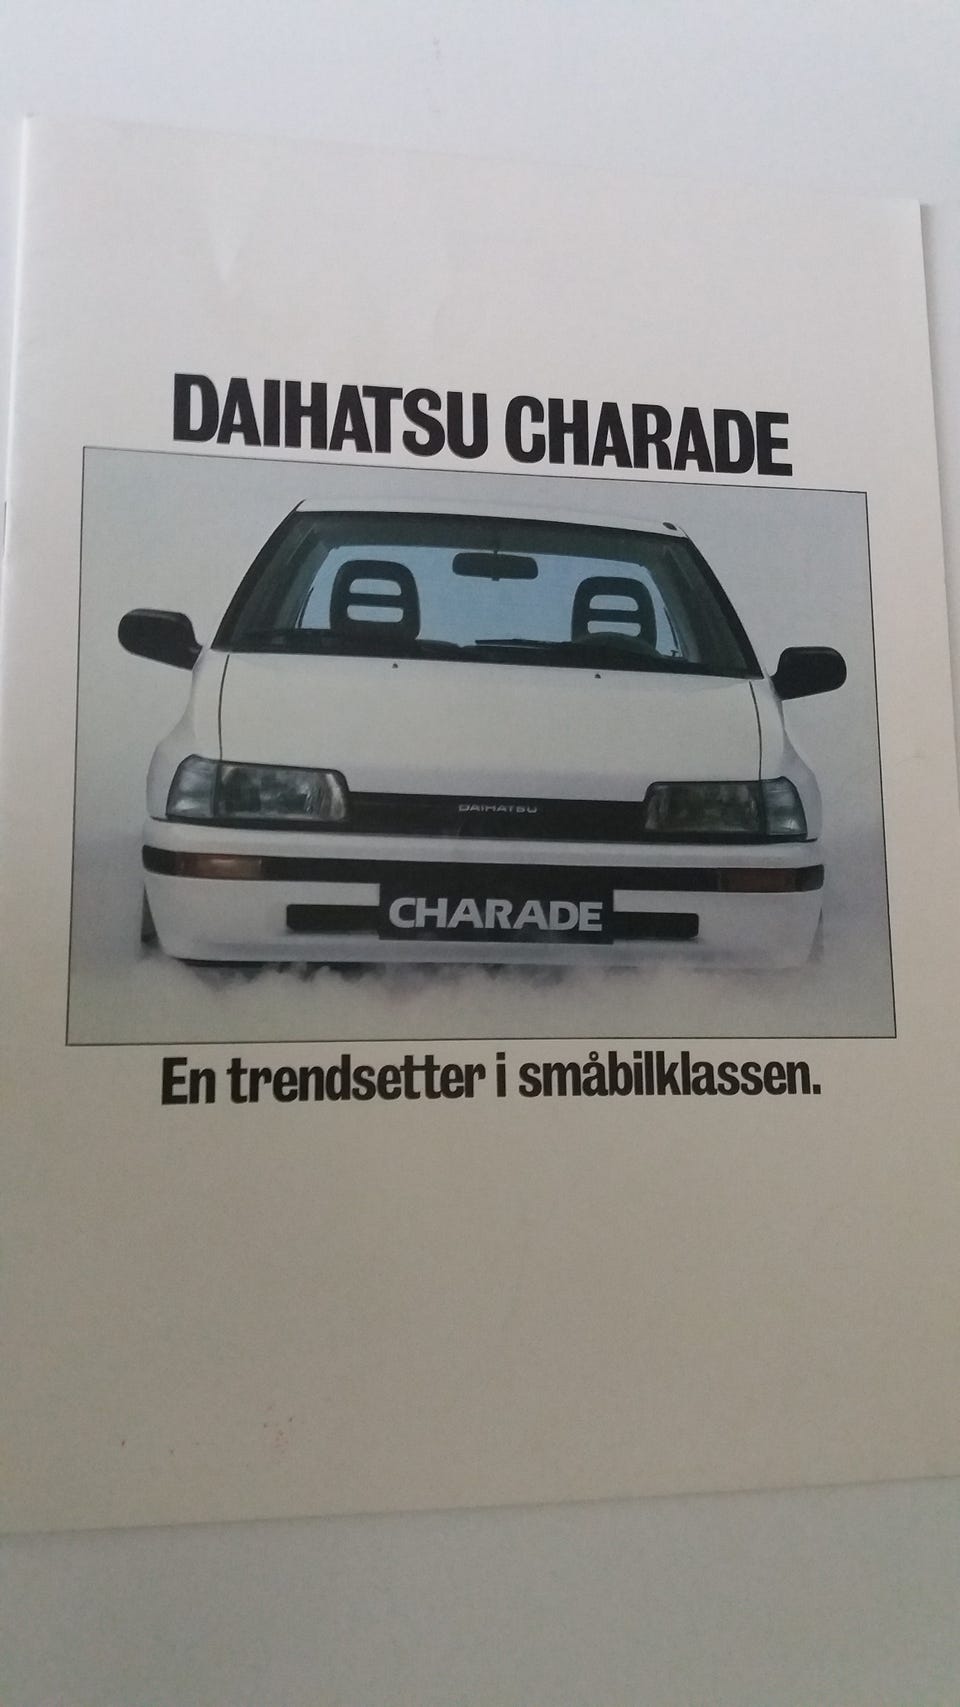 DAIHATSU CHARADE
DAIHATSU
CHARADE
En trendsetter i småbilklassen.